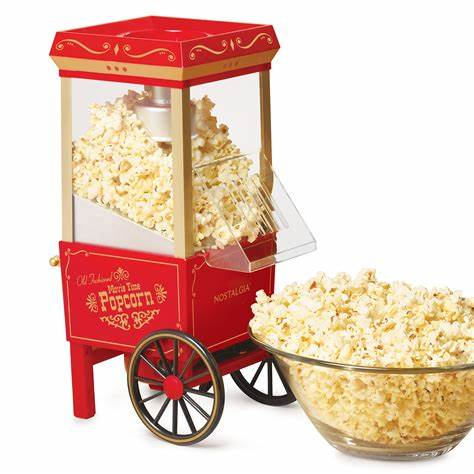 Old Fashioned
Movie Time
Popcorn
NOSTALGIA